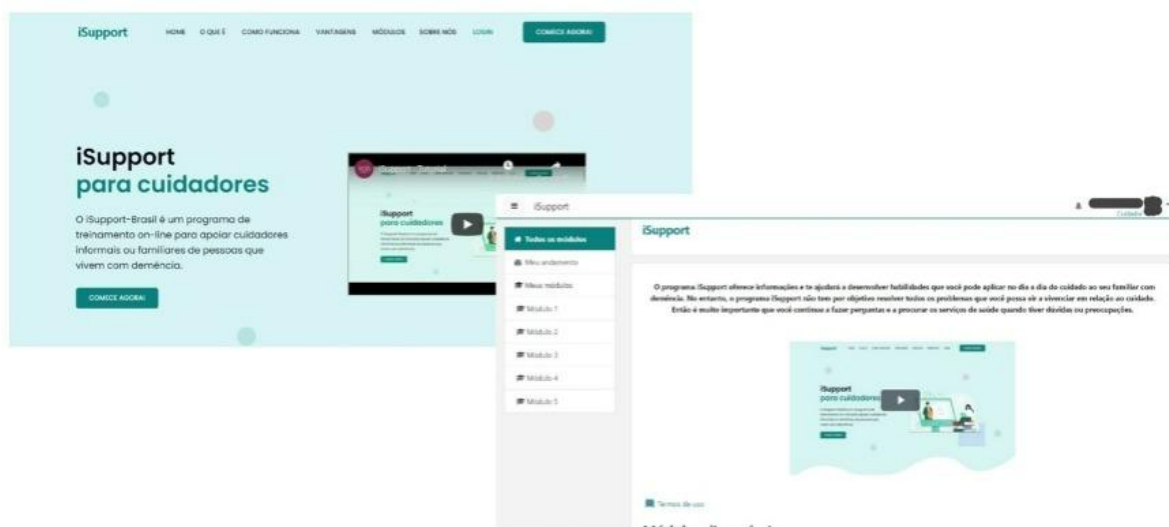 iSupport
HOME O QUE É COMO FUNCIONA VANTAGENS MÓDULOS SOBRE NÓS LOGIN COMECE AGORA!
iSupport
para cuidadores
O iSupport-Brasil é um programa de
treinamento on-line para apoiar cuidadores
informais ou familiares de pessoas que
vivem com demência.
COMECE AGORA!
iSupport
para cuidadores
iSupport
Cuidador
Todos os módulos
Meu andamento
Meus módulos
Módulo 1
Módulo 2
Módulo 3
Módulo 4
Módulo 5
iSupport
O programa iSupport oferece informações e te ajudará a desenvolver habilidades que você pode aplicar no dia a dia do cuidado ao seu familiar com
demência. No entanto, o programa iSupport não tem por objetivo resolver todos os problemas que você possa vir a vivenciar em relação ao cuidado.
Então é muito importante que você continue a fazer perguntas e a procurar os serviços de saúde quando tiver dúvidas ou preocupações.
iSupport
para cuidadores
Termos de uso